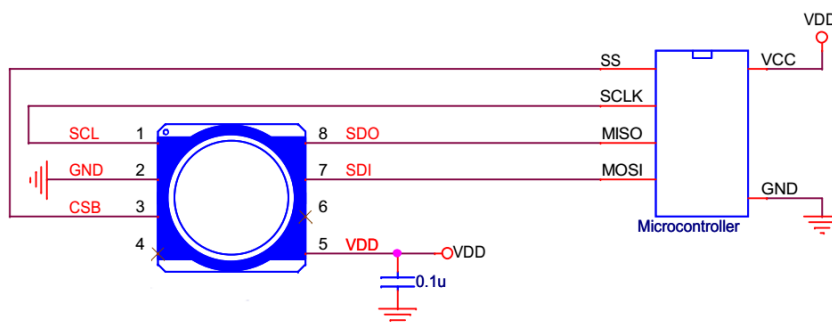 VDD
SS VCC
SCLK
SCL 1 8 SDO MISO
GND 2 7 SDI MOSI
CSB 3 6 GND
Microcontroller
4 5 VDD VDD
0.1u